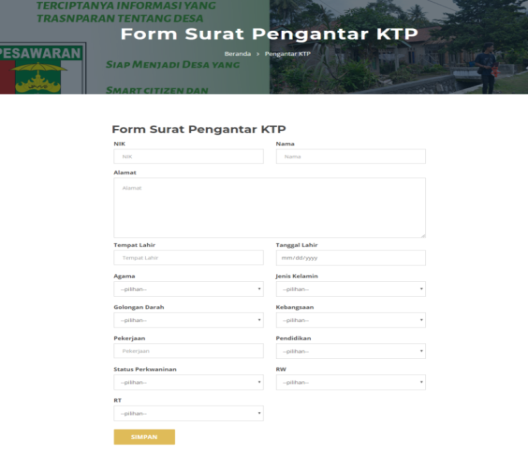 TERCIPTANYA INFORMASI YANG
TRASNPARAN TENTANG DESA
Form Surat Pengantar KTP
PESAWARAN
Beranda > Pengantar KTP
SIAP MENJADI DESA YANG
SMART CITIZEN DAN
Form Surat Pengantar KTP
NIK Nama
NIK Nama
Alamat
Alamat
Tempat Lahir Tanggal Lahir
Tempat Lahir mm/dd/yyyy
Agama Jenis Kelamin
--pilihan-- --pilihan--
Golongan Darah Kebangsaan
--pilihan-- --pilihan--
Pekerjaan Pendidikan
Pekerjaan --pilihan--
Status Perkwaninan RW
--pilihan-- --pilihan--
RT
--pilihan--
SIMPAN